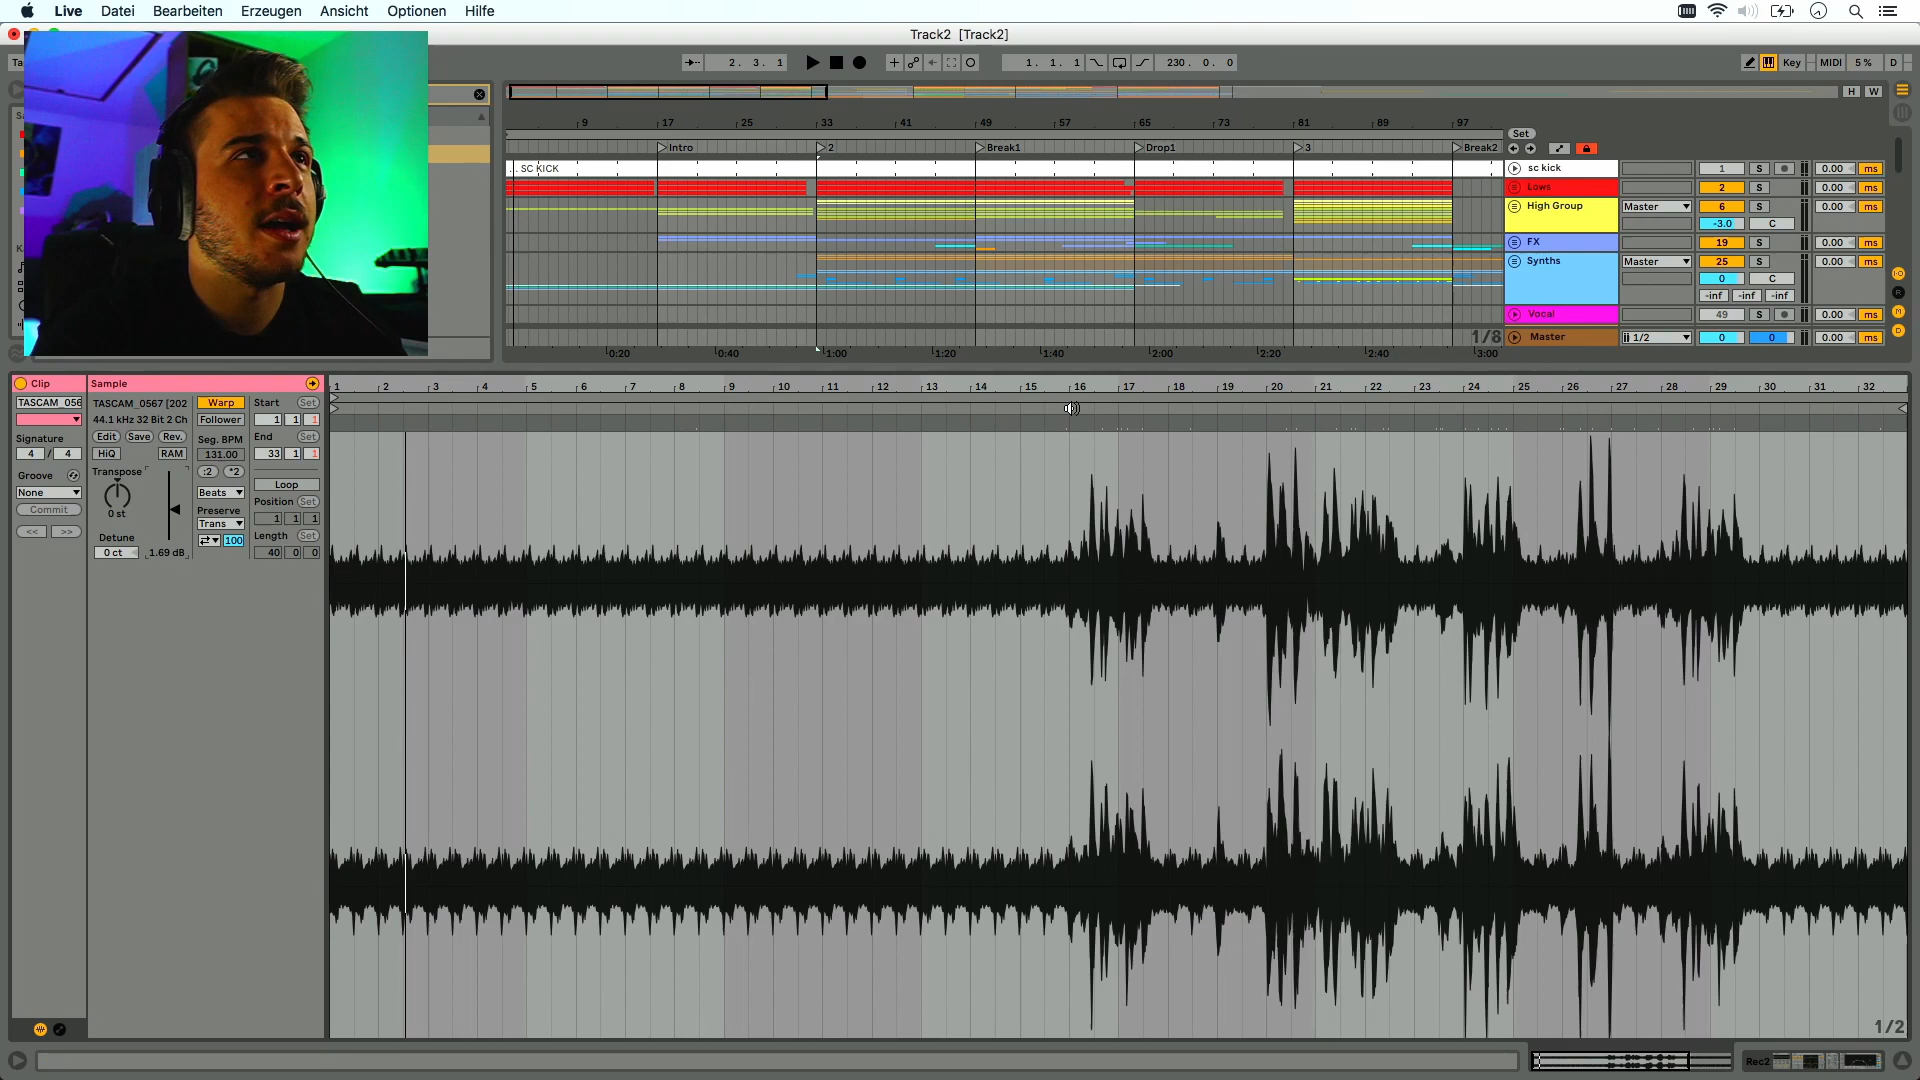 Live Datei Bearbeiten Erzeugen Ansicht Optionen Hilfe
Track2 [Track2]
Ta
2. 3. 1
1. 1. 1
230. 0. 0
Key
MIDI
5 %
D
H W
9 17 25 33 41 49 57 65 73 81 89 97
Set
Intro 2 Break1 Drop1 3 Break2
SC KICK
sc kick 1 S 0.00 ms
Lows 2 S 0.00 ms
High Group Master 6 S 0.00 ms
-3.0 C
FX 19 S 0.00 ms
Synths Master 25 S 0.00 ms
0 C
-inf -inf -inf
Vocal 49 S 0.00 ms
1/8
Master 1/2 0 0 0.00 ms
0:20 0:40 1:00 1:20 1:40 2:00 2:20 2:40 3:00
Clip
Sample
1 2 3 4 5 6 7 8 9 10 11 12 13 14 15 16 17 18 19 20 21 22 23 24 25 26 27 28 29 30 31 32
TASCAM_056
TASCAM_0567 [202
Warp
Start Set
44.1 kHz 32 Bit 2 Ch
Follower
1 1 1
Signature
Edit Save Rev.
Seg. BPM
End Set
4 / 4
HiQ RAM
131.00
33 1 1
Groove
Transpose
:2 *2
Loop
None
Beats
Position Set
Commit
0 st
Preserve
1 1 1
<< >>
Trans
Length Set
Detune
100
0 ct
-1.69 dB
40 0 0
1/2
Rec2